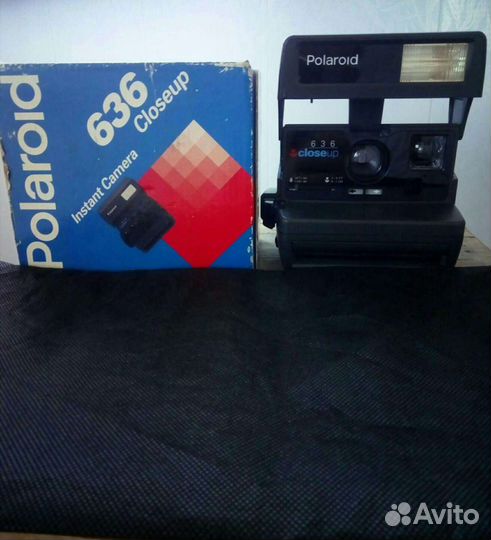 Polaroid
636
Closeup
Instant Camera
Polaroid
636
closeup
Avito